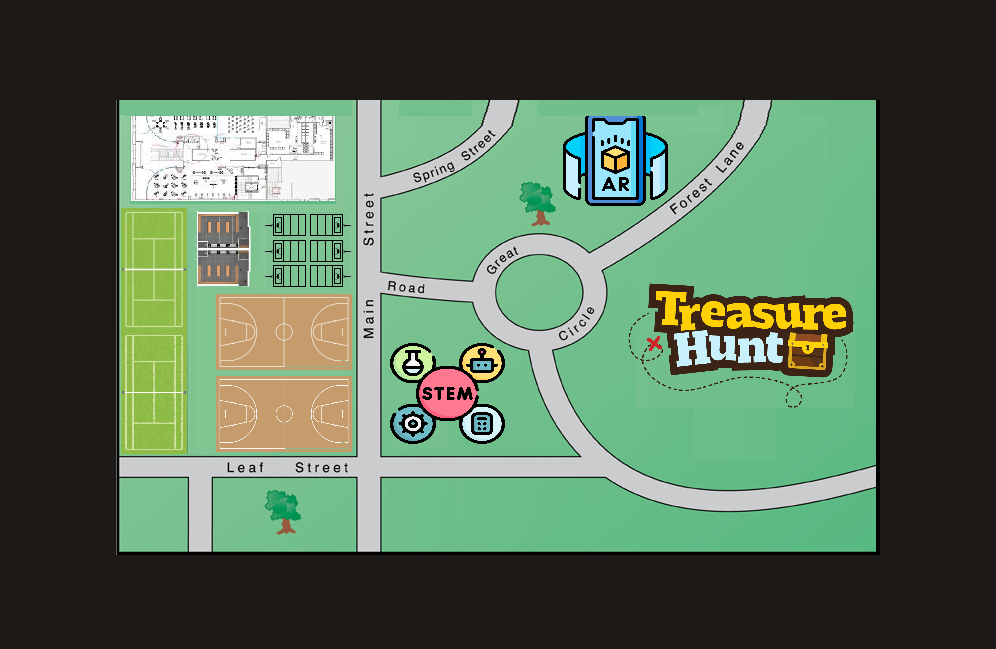 Spring Street
AR
Forest Lane
Main Street
Great
Circle
Road
Treasure
Hunt
STEM
Leaf Street